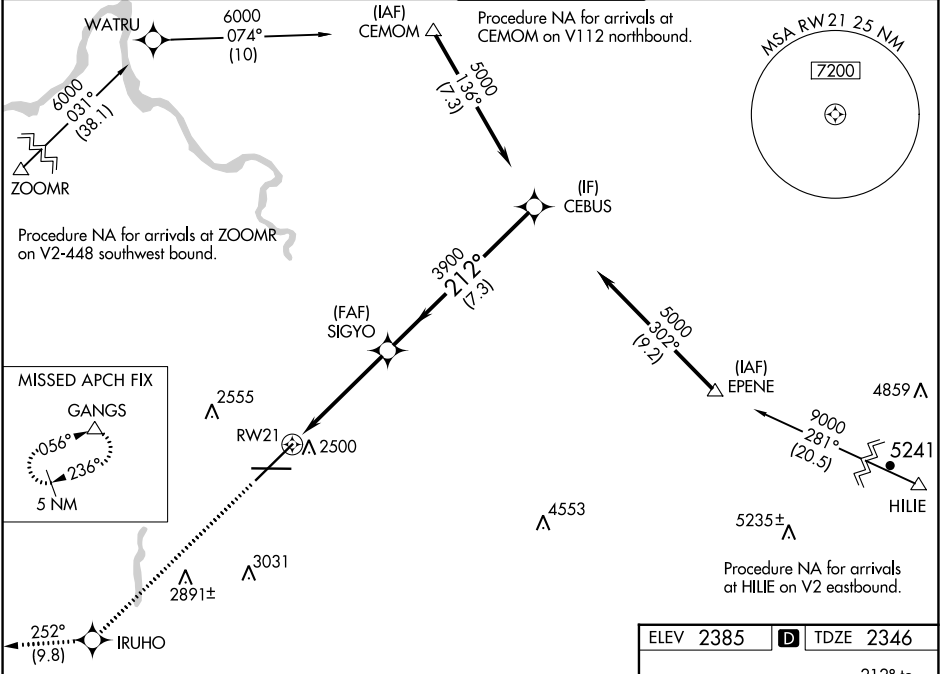 WATRU
6000
074°
(10)
(IAF)
CEMOM
Procedure NA for arrivals at
CEMOM on V112 northbound.
MSA RW21 25 NM
7200
6000
031°
(38.1)
ZOOMR
5000
136°
(7.3)
(IF)
CEBUS
Procedure NA for arrivals at ZOOMR
on V2-448 southwest bound.
3900
212°
(7.3)
(FAF)
SIGYO
5000
302°
(9.2)
(IAF)
EPENE
4859
MISSED APCH FIX
GANGS
056°
236°
5 NM
2555
RW21
2500
9000
281°
(20.5)
5241
HILIE
4553
5235±
3031
2891±
Procedure NA for arrivals
at HILIE on V2 eastbound.
252°
(9.8)
IRUHO
ELEV 2385 D TDZE 2346